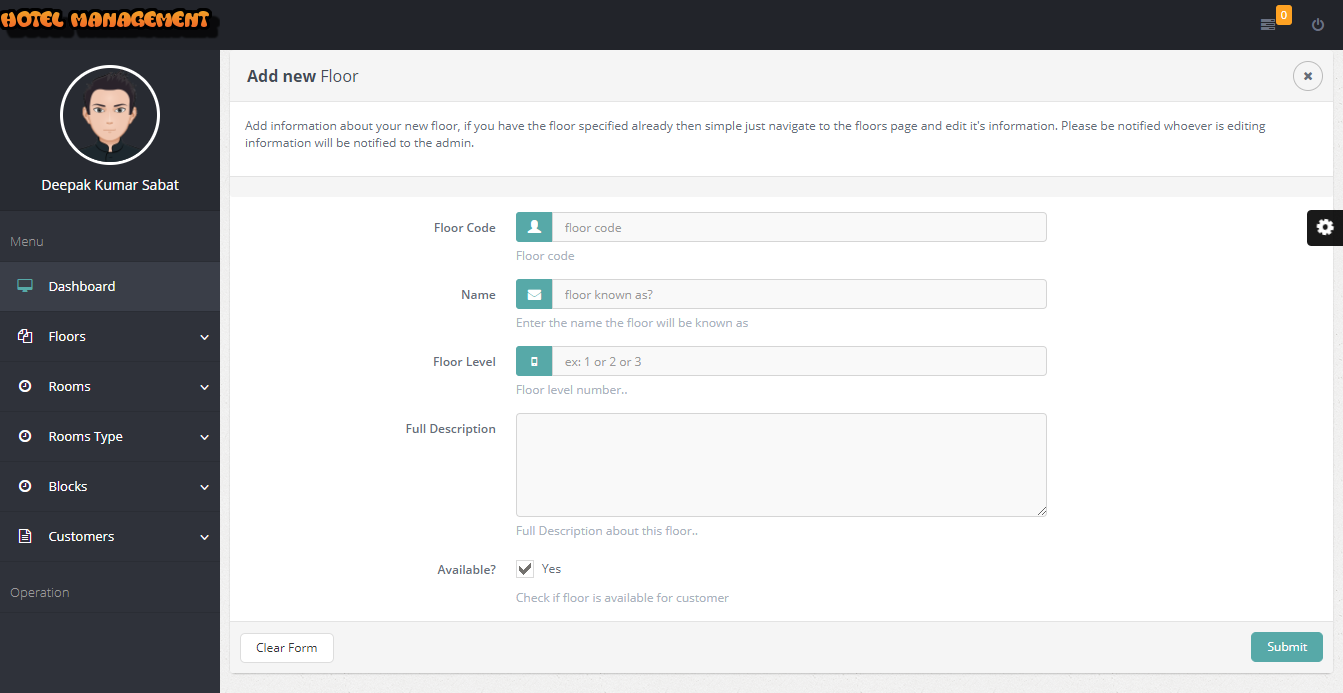 HOTEL MANAGEMENT
0
Deepak Kumar Sabat
Menu
Dashboard
Floors
Rooms
Rooms Type
Blocks
Customers
Operation
Add new Floor
Add information about your new floor, if you have the floor specified already then simple just navigate to the floors page and edit it's information. Please be notified whoever is editing
information will be notified to the admin.
Floor Code
floor code
Floor code
Name
floor known as?
Enter the name the floor will be known as
Floor Level
ex: 1 or 2 or 3
Floor level number..
Full Description
Full Description about this floor..
Available?
Yes
Check if floor is available for customer
Clear Form
Submit